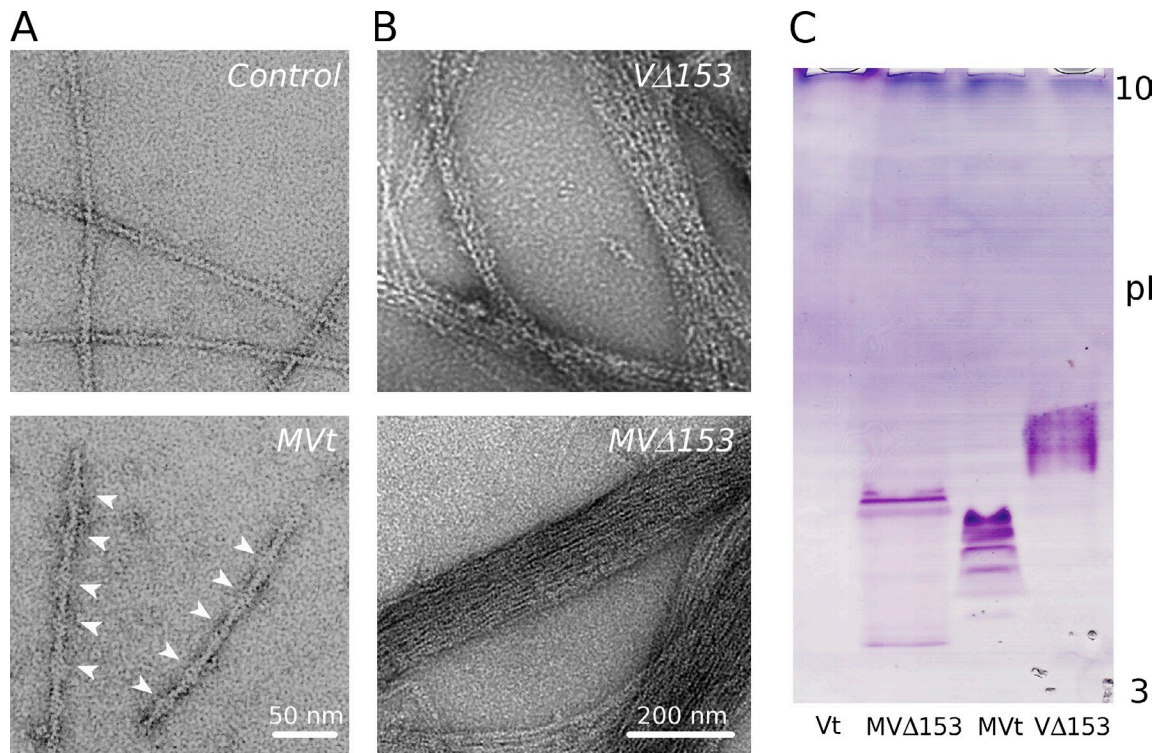 A
B
C
Control
VΔ153
10
pI
MVt
MVΔ153
50 nm
200 nm
3
Vt
MVΔ153
MVt
VΔ153